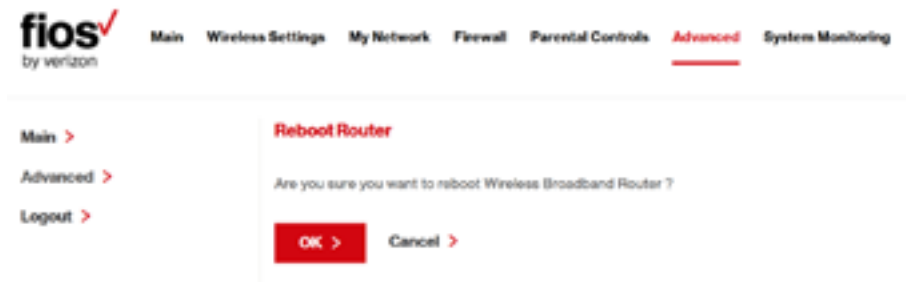 fios
by verizon
Main Wireless Settings My Network Firewall Parental Controls Advanced System Monitoring
Main >
Advanced >
Logout >
Reboot Router
Are you sure you want to reboot Wireless Broadband Router ?
OK > Cancel >